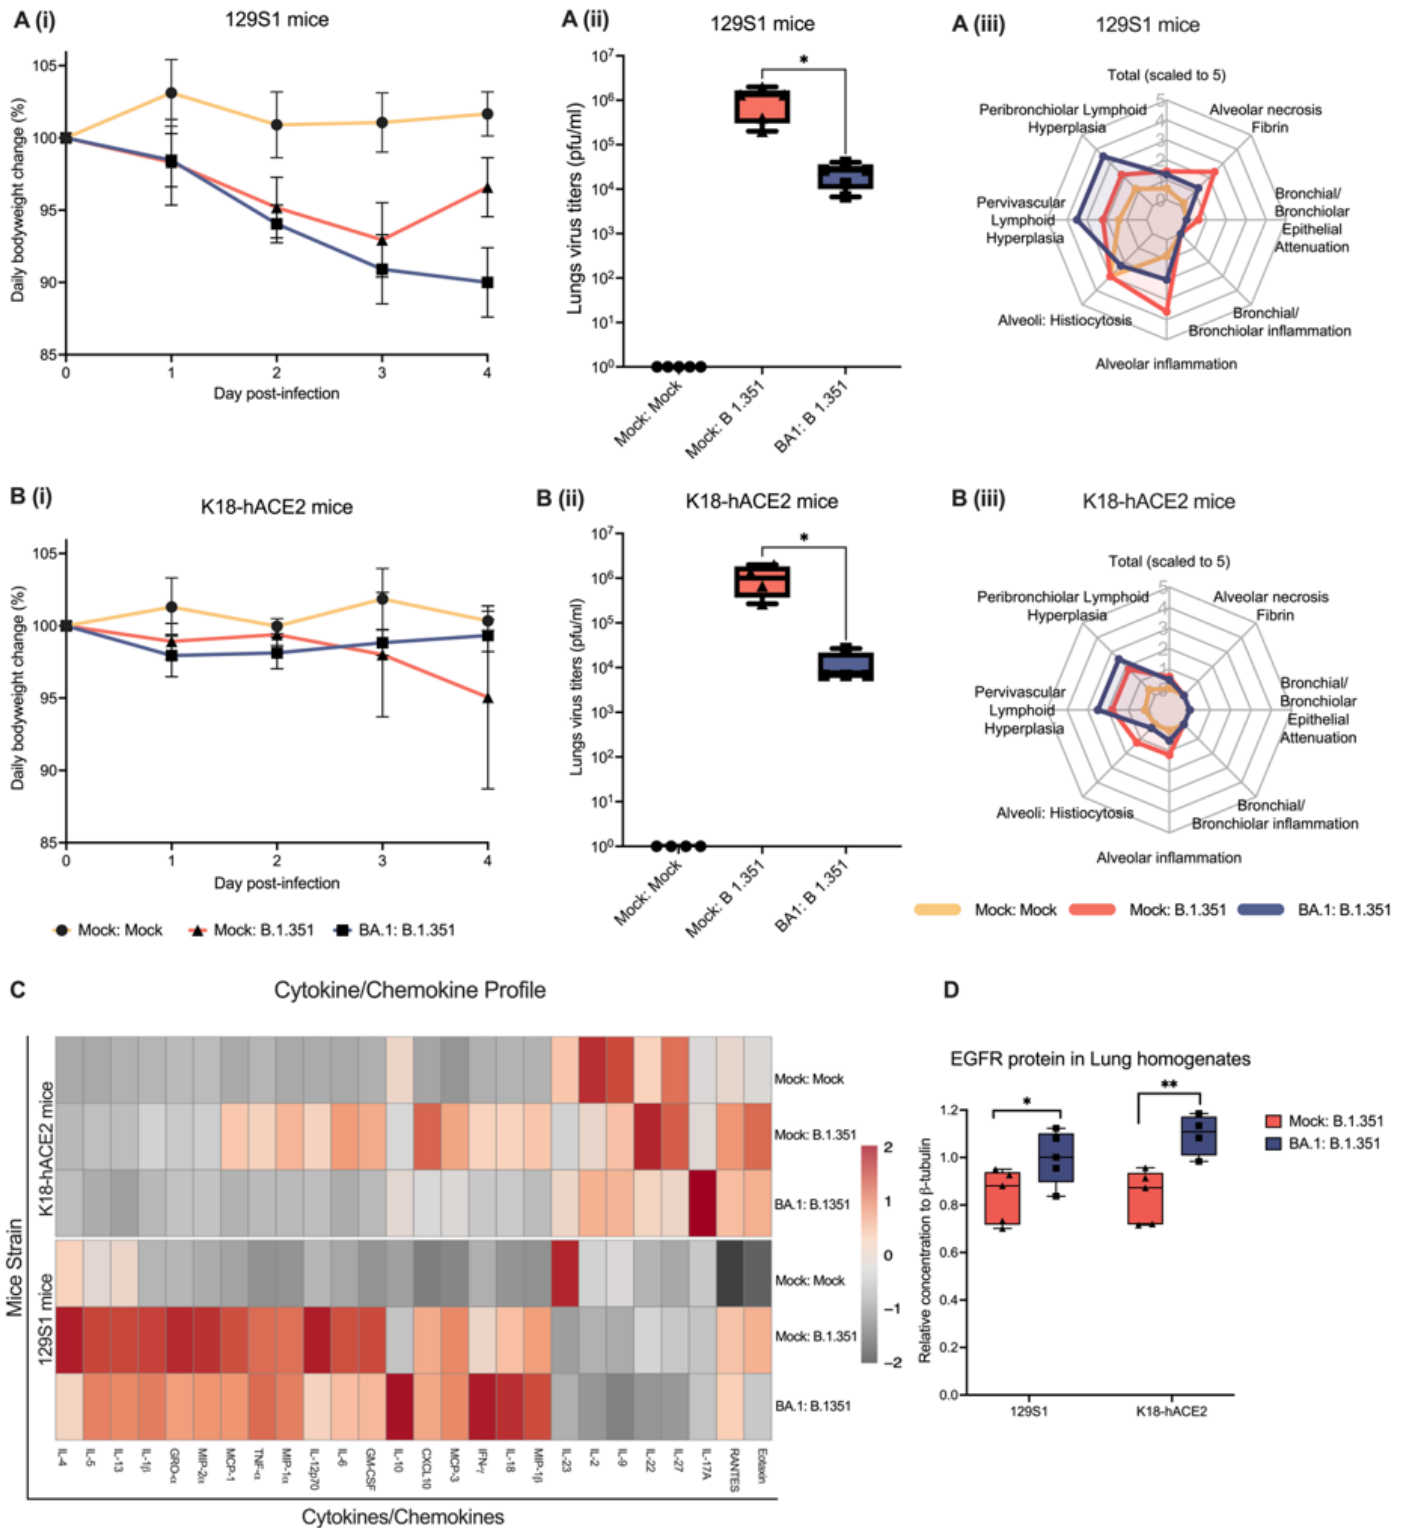 A (i)
129S1 mice
Daily bodyweight change (%)
105
100
95
90
85
0
1
2
3
4
Day post-infection
A (ii)
129S1 mice
Lungs virus titers (pfu/ml)
10⁷
10⁶
10⁵
10⁴
10³
10²
10¹
10⁰
*
Mock: Mock
Mock: B 1.351
BA1: B 1.351
A (iii)
129S1 mice
Total (scaled to 5)
Alveolar necrosis
Fibrin
Bronchial/
Bronchiolar
Epithelial
Attenuation
Bronchial/
Bronchiolar inflammation
Alveolar inflammation
Alveoli: Histiocytosis
Pervivascular
Lymphoid
Hyperplasia
Peribronchiolar Lymphoid
Hyperplasia
5
4
3
2
0
B (i)
K18-hACE2 mice
Daily bodyweight change (%)
105
100
95
90
85
0
1
2
3
4
Day post-infection
Mock: Mock
Mock: B.1.351
BA.1: B.1.351
B (ii)
K18-hACE2 mice
Lungs virus titers (pfu/ml)
10⁷
10⁶
10⁵
10⁴
10³
10²
10¹
10⁰
*
Mock: Mock
Mock: B 1.351
BA1: B 1.351
B (iii)
K18-hACE2 mice
Total (scaled to 5)
Alveolar necrosis
Fibrin
Bronchial/
Bronchiolar
Epithelial
Attenuation
Bronchial/
Bronchiolar inflammation
Alveolar inflammation
Alveoli: Histiocytosis
Pervivascular
Lymphoid
Hyperplasia
Peribronchiolar Lymphoid
Hyperplasia
5
4
3
2
1
Mock: Mock
Mock: B.1.351
BA.1: B.1.351
C
Cytokine/Chemokine Profile
Mice Strain
K18-hACE2 mice
129S1 mice
Mock: Mock
Mock: B.1.351
BA.1: B.1351
Mock: Mock
Mock: B.1.351
BA.1: B.1351
2
1
0
−1
−2
IL-4
IL-5
IL-13
IL-1β
GRO-α
MIP-2α
MCP-1
TNF-α
MIP-1α
IL-12p70
IL-6
GM-CSF
IL-10
CXCL10
MCP-3
IFN-γ
IL-18
MIP-1β
IL-23
IL-2
IL-9
IL-22
IL-27
IL-17A
RANTES
Eotaxin
Cytokines/Chemokines
D
EGFR protein in Lung homogenates
Relative concentration to β-tubulin
1.2
1.0
0.8
0.6
0.4
0.2
0.0
*
**
129S1
K18-hACE2
Mock: B.1.351
BA.1: B.1.351